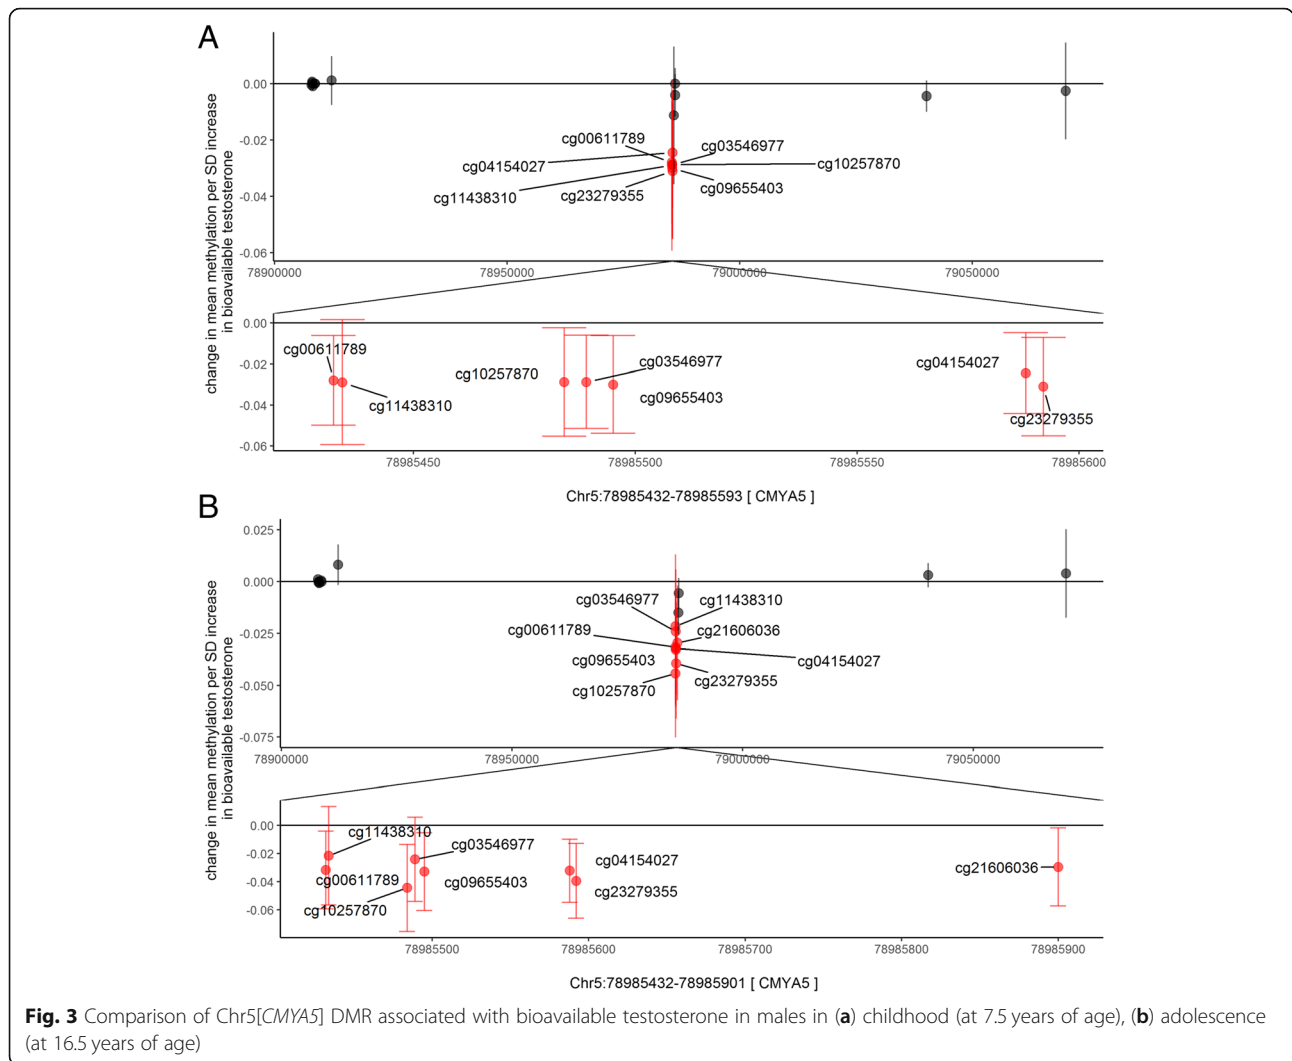 A
change in mean methylation per SD increase
in bioavailable testosterone
0.00
-0.02
-0.04
-0.06
cg00611789
cg03546977
cg04154027
cg10257870
cg11438310
cg23279355
cg09655403
78900000
78950000
79000000
79050000
0.00
-0.02
-0.04
-0.06
cg00611789
cg11438310
cg10257870
cg03546977
cg09655403
cg04154027
cg23279355
78985450
78985500
78985550
78985600
Chr5:78985432-78985593 [ CMYA5 ]
B
change in mean methylation per SD increase
in bioavailable testosterone
0.025
0.000
-0.025
-0.050
-0.075
cg03546977
cg11438310
cg00611789
cg21606036
cg09655403
cg04154027
cg10257870
cg23279355
78900000
78950000
79000000
79050000
0.00
-0.02
-0.04
-0.06
cg11438310
cg03546977
cg00611789
cg09655403
cg10257870
cg04154027
cg23279355
cg21606036
78985500
78985600
78985700
78985800
78985900
Chr5:78985432-78985901 [ CMYA5 ]
Fig. 3 Comparison of Chr5[CMYA5] DMR associated with bioavailable testosterone in males in (a) childhood (at 7.5 years of age), (b) adolescence
(at 16.5 years of age)